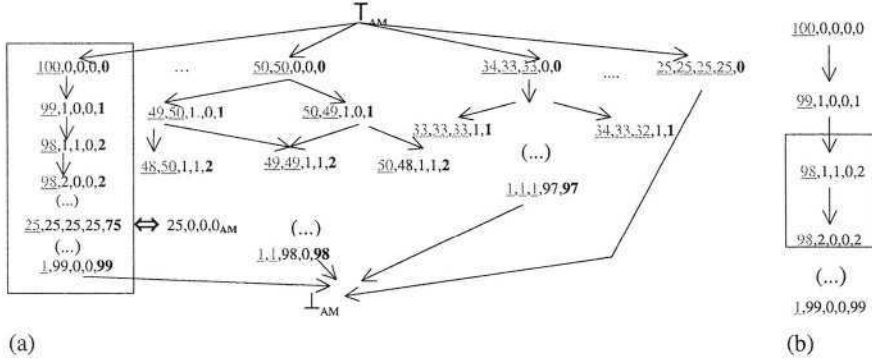 ⊤AM
100,0,0,0,0 ... 50,50,0,0,0 34,33,33,0,0 .... 25,25,25,25,0
99,1,0,0,1 49,50,1.,0,1 50,49,1,0,1 33,33,33,1,1 34,33,32,1,1
98,1,1,0,2 48,50,1,1,2 49,49,1,1,2 50,48,1,1,2 (...)
98,2,0,0,2 1,1,1,97,97
(...)
25,25,25,25,75 ⇔ 25,0,0,0AM (...)
(...) 1,1,98,0,98
1,99,0,0,99
⊥AM
(a)
100,0,0,0,0
99,1,0,0,1
98,1,1,0,2
98,2,0,0,2
(...)
1,99,0,0,99
(b)